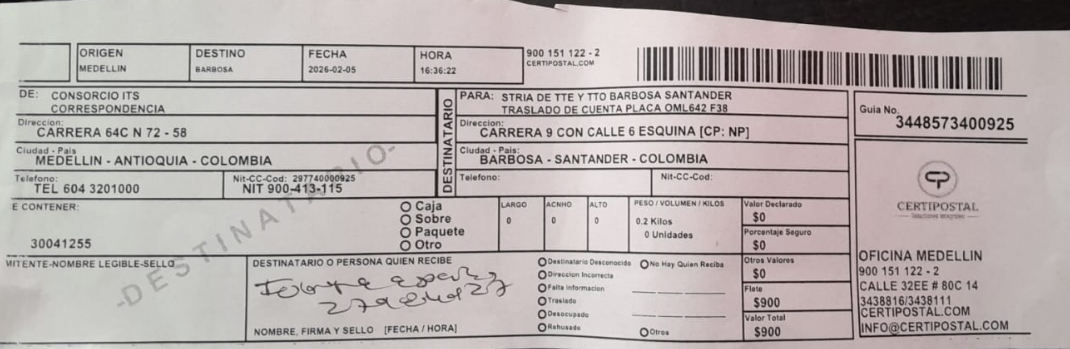 ORIGEN
MEDELLIN
DESTINO
BARBOSA
FECHA
2026-02-05
HORA
16:36:22
900 151 122 - 2
CERTIPOSTAL.COM
DE: CONSORCIO ITS
CORRESPONDENCIA
Direccion:
CARRERA 64C N 72 - 58
Ciudad - Pais
MEDELLIN - ANTIOQUIA - COLOMBIA
Telefono:
TEL 604 3201000
Nit-CC-Cod: 297740000925
NIT 900-413-115
DESTINATARIO
PARA: STRIA DE TTE Y TTO BARBOSA SANTANDER
TRASLADO DE CUENTA PLACA OML642 F38
Direccion:
CARRERA 9 CON CALLE 6 ESQUINA [CP: NP]
Ciudad - Pais:
BARBOSA - SANTANDER - COLOMBIA
Telefono:
Nit-CC-Cod:
Guia No.
3448573400925
E CONTENER:
30041255
Caja
Sobre
Paquete
Otro
LARGO
0
ACNHO
0
ALTO
0
PESO / VOLUMEN / KILOS
0.2 Kilos
0 Unidades
Valor Declarado
$0
Porcentaje Seguro
$0
Otros Valores
$0
Flete
$900
Valor Total
$900
MITENTE-NOMBRE LEGIBLE-SELLO
DESTINATARIO O PERSONA QUIEN RECIBE
NOMBRE, FIRMA Y SELLO [FECHA / HORA]
Destinatario Desconocido
Direccion Incorrecta
Falta Informacion
Traslado
Desocupado
Rehusado
No Hay Quien Reciba
Otros
-DESTINATARIO-
CERTIPOSTAL
OFICINA MEDELLIN
900 151 122 - 2
CALLE 32EE # 80C 14
3438816/3438111
CERTIPOSTAL.COM
INFO@CERTIPOSTAL.COM